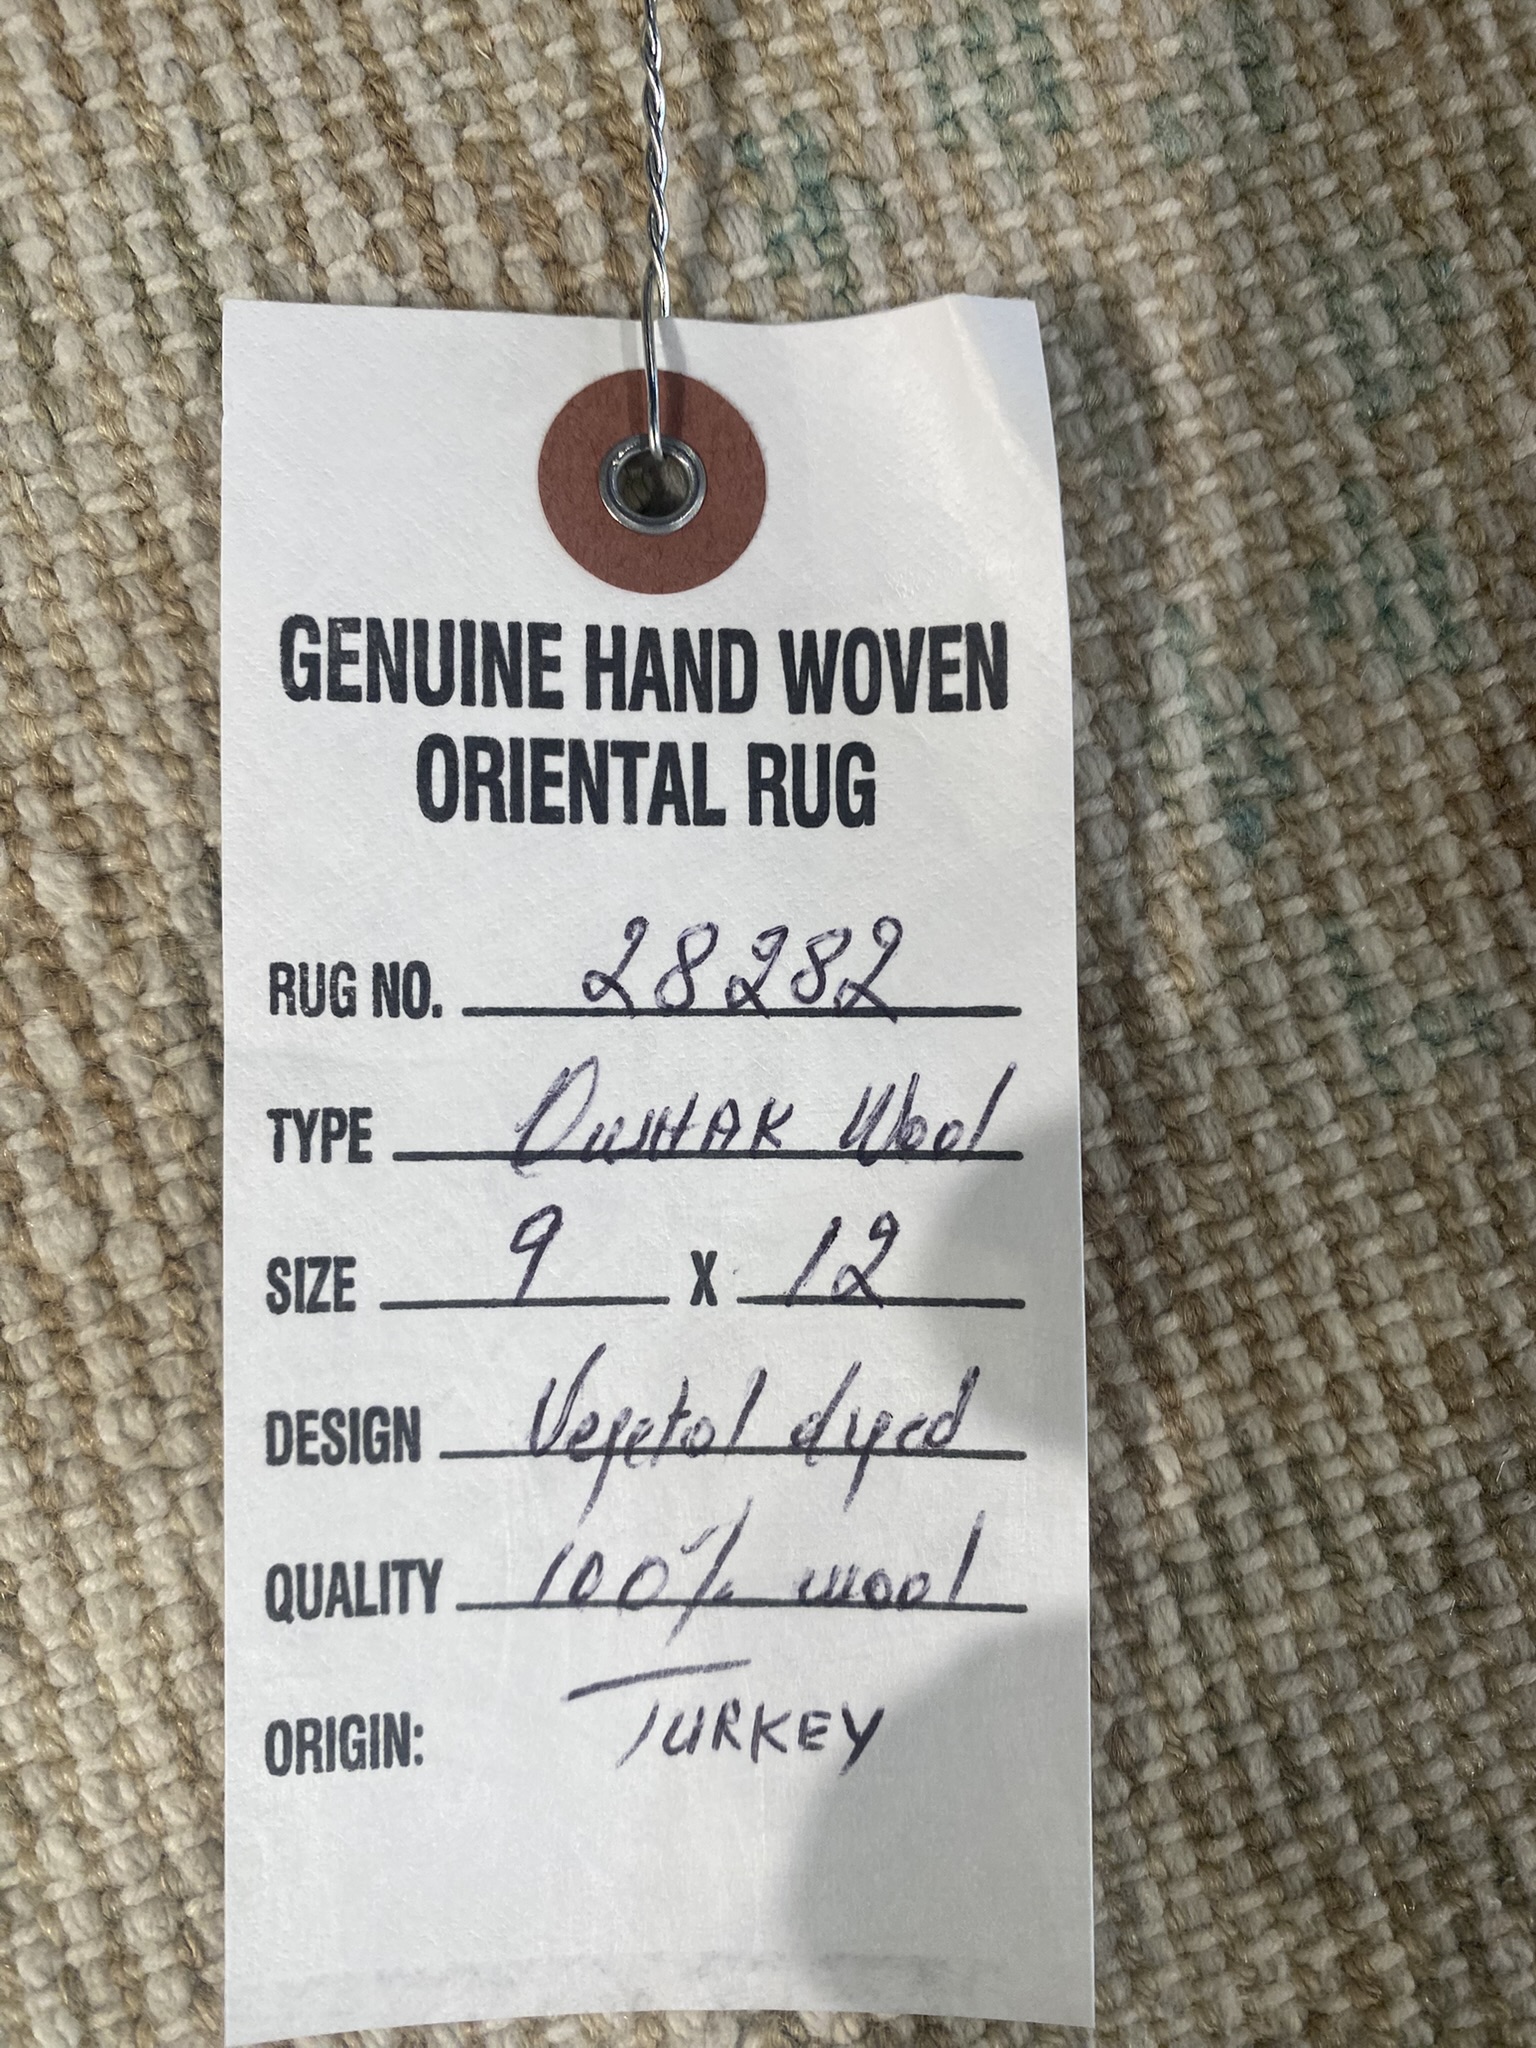 GENUINE HAND WOVEN
ORIENTAL RUG
RUG NO. 28282
TYPE OUSHAK Wool
SIZE 9 X 12
DESIGN Vegetal dyed
QUALITY 100% wool
ORIGIN: TURKEY